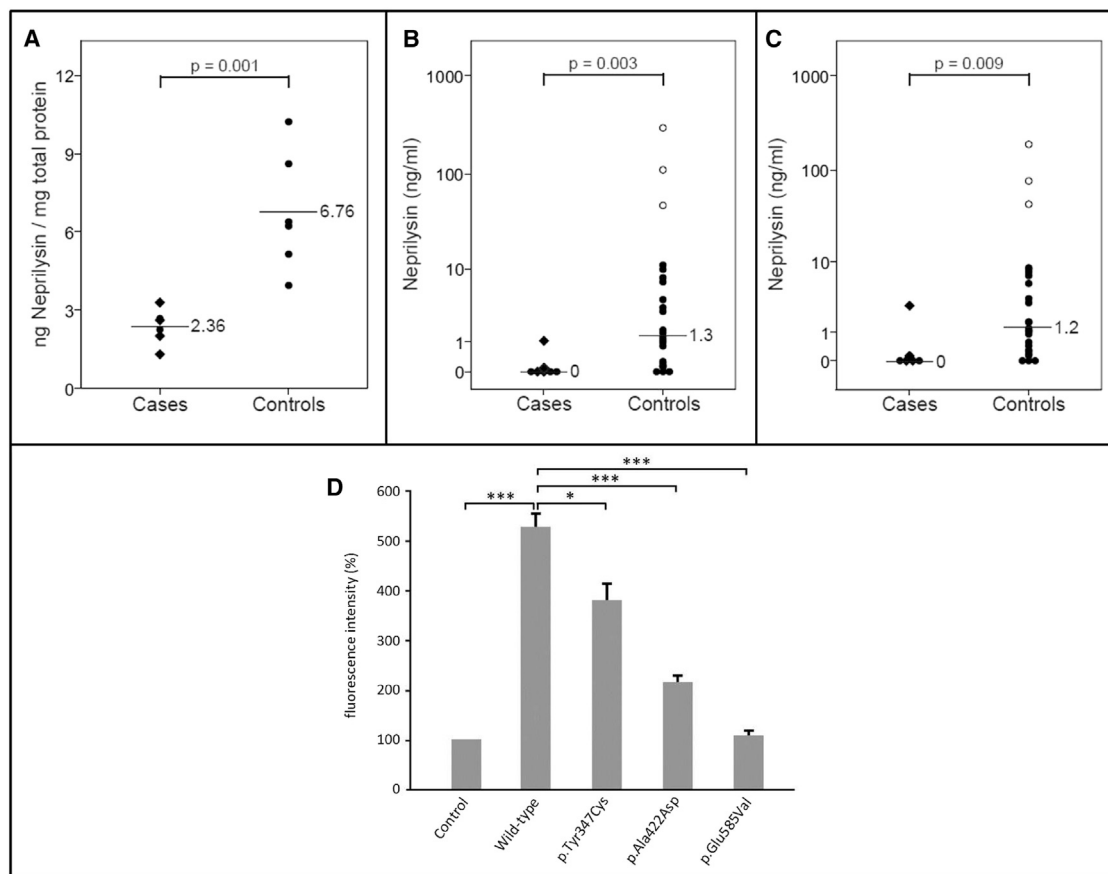 A
p = 0.001
ng Neprilysin / mg total protein
12
9
6
3
0
6.76
2.36
Cases
Controls
B
p = 0.003
Neprilysin (ng/ml)
1000
100
10
1
0
1.3
0
Cases
Controls
C
p = 0.009
Neprilysin (ng/ml)
1000
100
10
1
0
1.2
0
Cases
Controls
D
***
***
***
*
fluorescence intensity (%)
600
500
400
300
200
100
0
Control
Wild-type
p.Tyr347Cys
p.Ala422Asp
p.Glu585Val